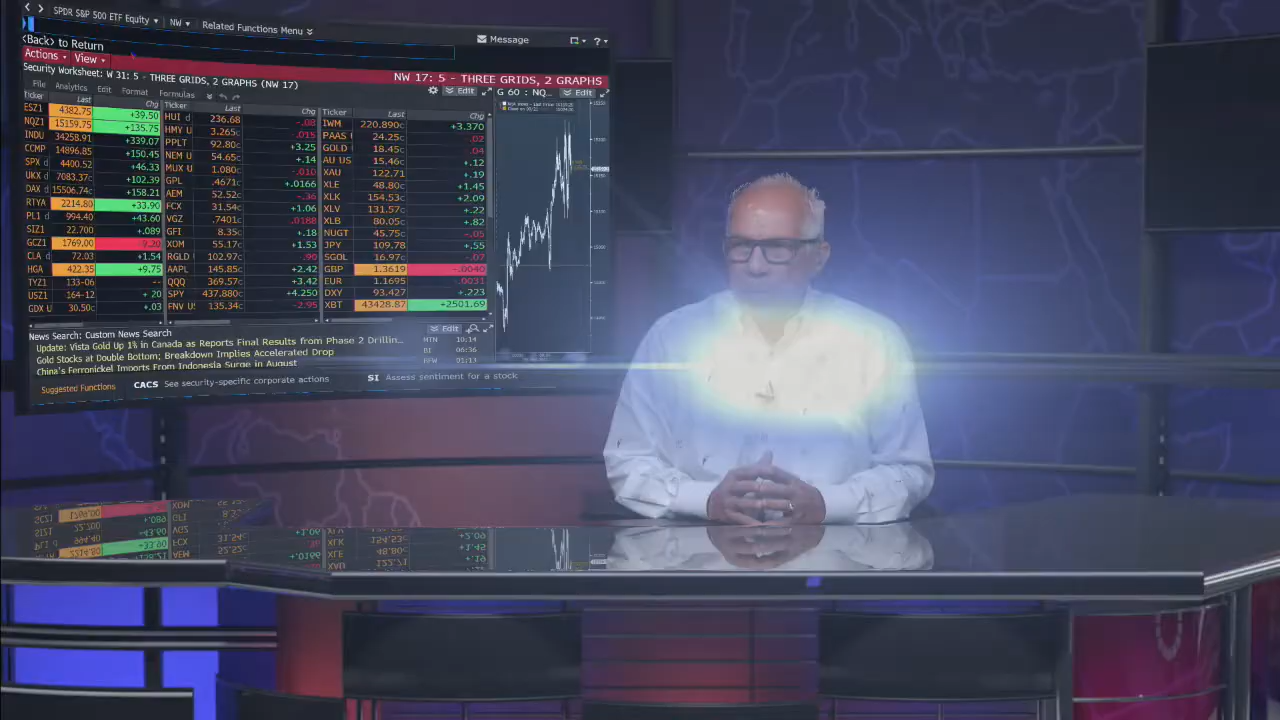 SPDR S&P 500 ETF Equity NW Related Functions Menu
Message ?
<Back> to Return
Actions View
NW 17: 5 - THREE GRIDS, 2 GRAPHS
Security Worksheet: W 31: 5 - THREE GRIDS, 2 GRAPHS (NW 17)
G 60 : NQ... Edit
File Analytics Edit Format Formulas
Edit
Ticker Last Chg
ESZ1 4382.75 +39.50
NQZ1 15159.75 +135.75
INDU 34258.91 +339.07
CCMP 14896.85 +150.45
SPX d 4400.52 +46.33
UKX d 7083.37c +102.39
DAX d 15506.74c +158.21
RTYA 2214.80 +33.90
PL1 d 994.40 +43.60
SIZ1 22.700 +.089
GCZ1 1769.00
CLA d 72.03 +1.54
HGA 422.35 +9.75
TYZ1 133-06 --
USZ1 164-12 + 20
GDX U 30.50c +.03
Ticker Last Chg
HUI d 236.68 -.08
HMY U 3.265c -.015
PPLT 92.80c +3.25
NEM U 54.65c +.14
MUX U 1.080c -.010
GPL .4671c +.0166
AEM 52.52c -.36
FCX 31.54c +1.06
VGZ .7401c -.0188
GFI 8.35c +.18
XOM 55.17c +1.53
RGLD 102.97c -.90
AAPL 145.85c +2.42
QQQ 369.57c +3.42
SPY 437.880c +4.250
FNV U 135.34c -2.95
Ticker Last Chg
IWM 220.890c +3.370
PAAS 24.25c -.02
GOLD 18.45c -.04
AU US 15.46c +.12
XAU 122.71 +.19
XLE 48.80c +1.45
XLK 154.53c +2.09
XLV 131.57c +.22
XLB 80.05c +.82
NUGT 45.75c -.05
JPY 109.78 +.55
SGOL 16.97c -.07
GBP 1.3619 -.0040
EUR 1.1695 -.0031
DXY 93.427 +.223
XBT 43428.87 +2501.69
News Search: Custom News Search Edit
Update: Vista Gold Up 1% in Canada as Reports Final Results from Phase 2 Drillin... RTN 10:14
Gold Stocks at Double Bottom; Breakdown Implies Accelerated Drop BI 06:36
China's Ferronickel Imports From Indonesia Surge in August
Suggested Functions CACS See security-specific corporate actions SI Assess sentiment for a stock